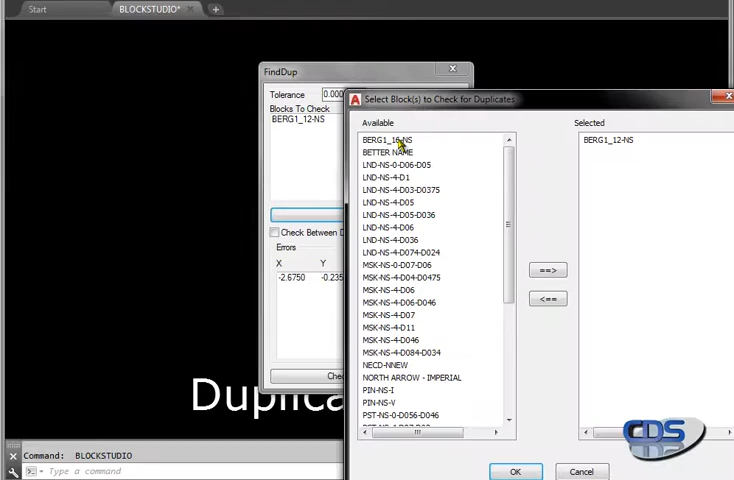 Start
BLOCKSTUDIO*
FindDup
Tolerance
0.000
Blocks To Check
BERG1_12-NS
Check Between D
Errors
X Y
-2.6750 -0.235
Chec
Select Block(s) to Check for Duplicates
Available
BERG1_16-NS
BETTER NAME
LND-NS-0-D06-D05
LND-NS-4-D1
LND-NS-4-D03-D0375
LND-NS-4-D05
LND-NS-4-D05-D036
LND-NS-4-D06
LND-NS-4-D036
LND-NS-4-D074-D024
MSK-NS-0-D07-D06
MSK-NS-4-D04-D0475
MSK-NS-4-D06
MSK-NS-4-D06-D046
MSK-NS-4-D07
MSK-NS-4-D11
MSK-NS-4-D046
MSK-NS-4-D084-D034
NECD-NNEW
NORTH ARROW - IMPERIAL
PIN-NS-I
PIN-NS-V
PST-NS-0-D056-D046
Selected
BERG1_12-NS
==>
<==
OK
Cancel
Duplica
CDS
Command: BLOCKSTUDIO
Type a command